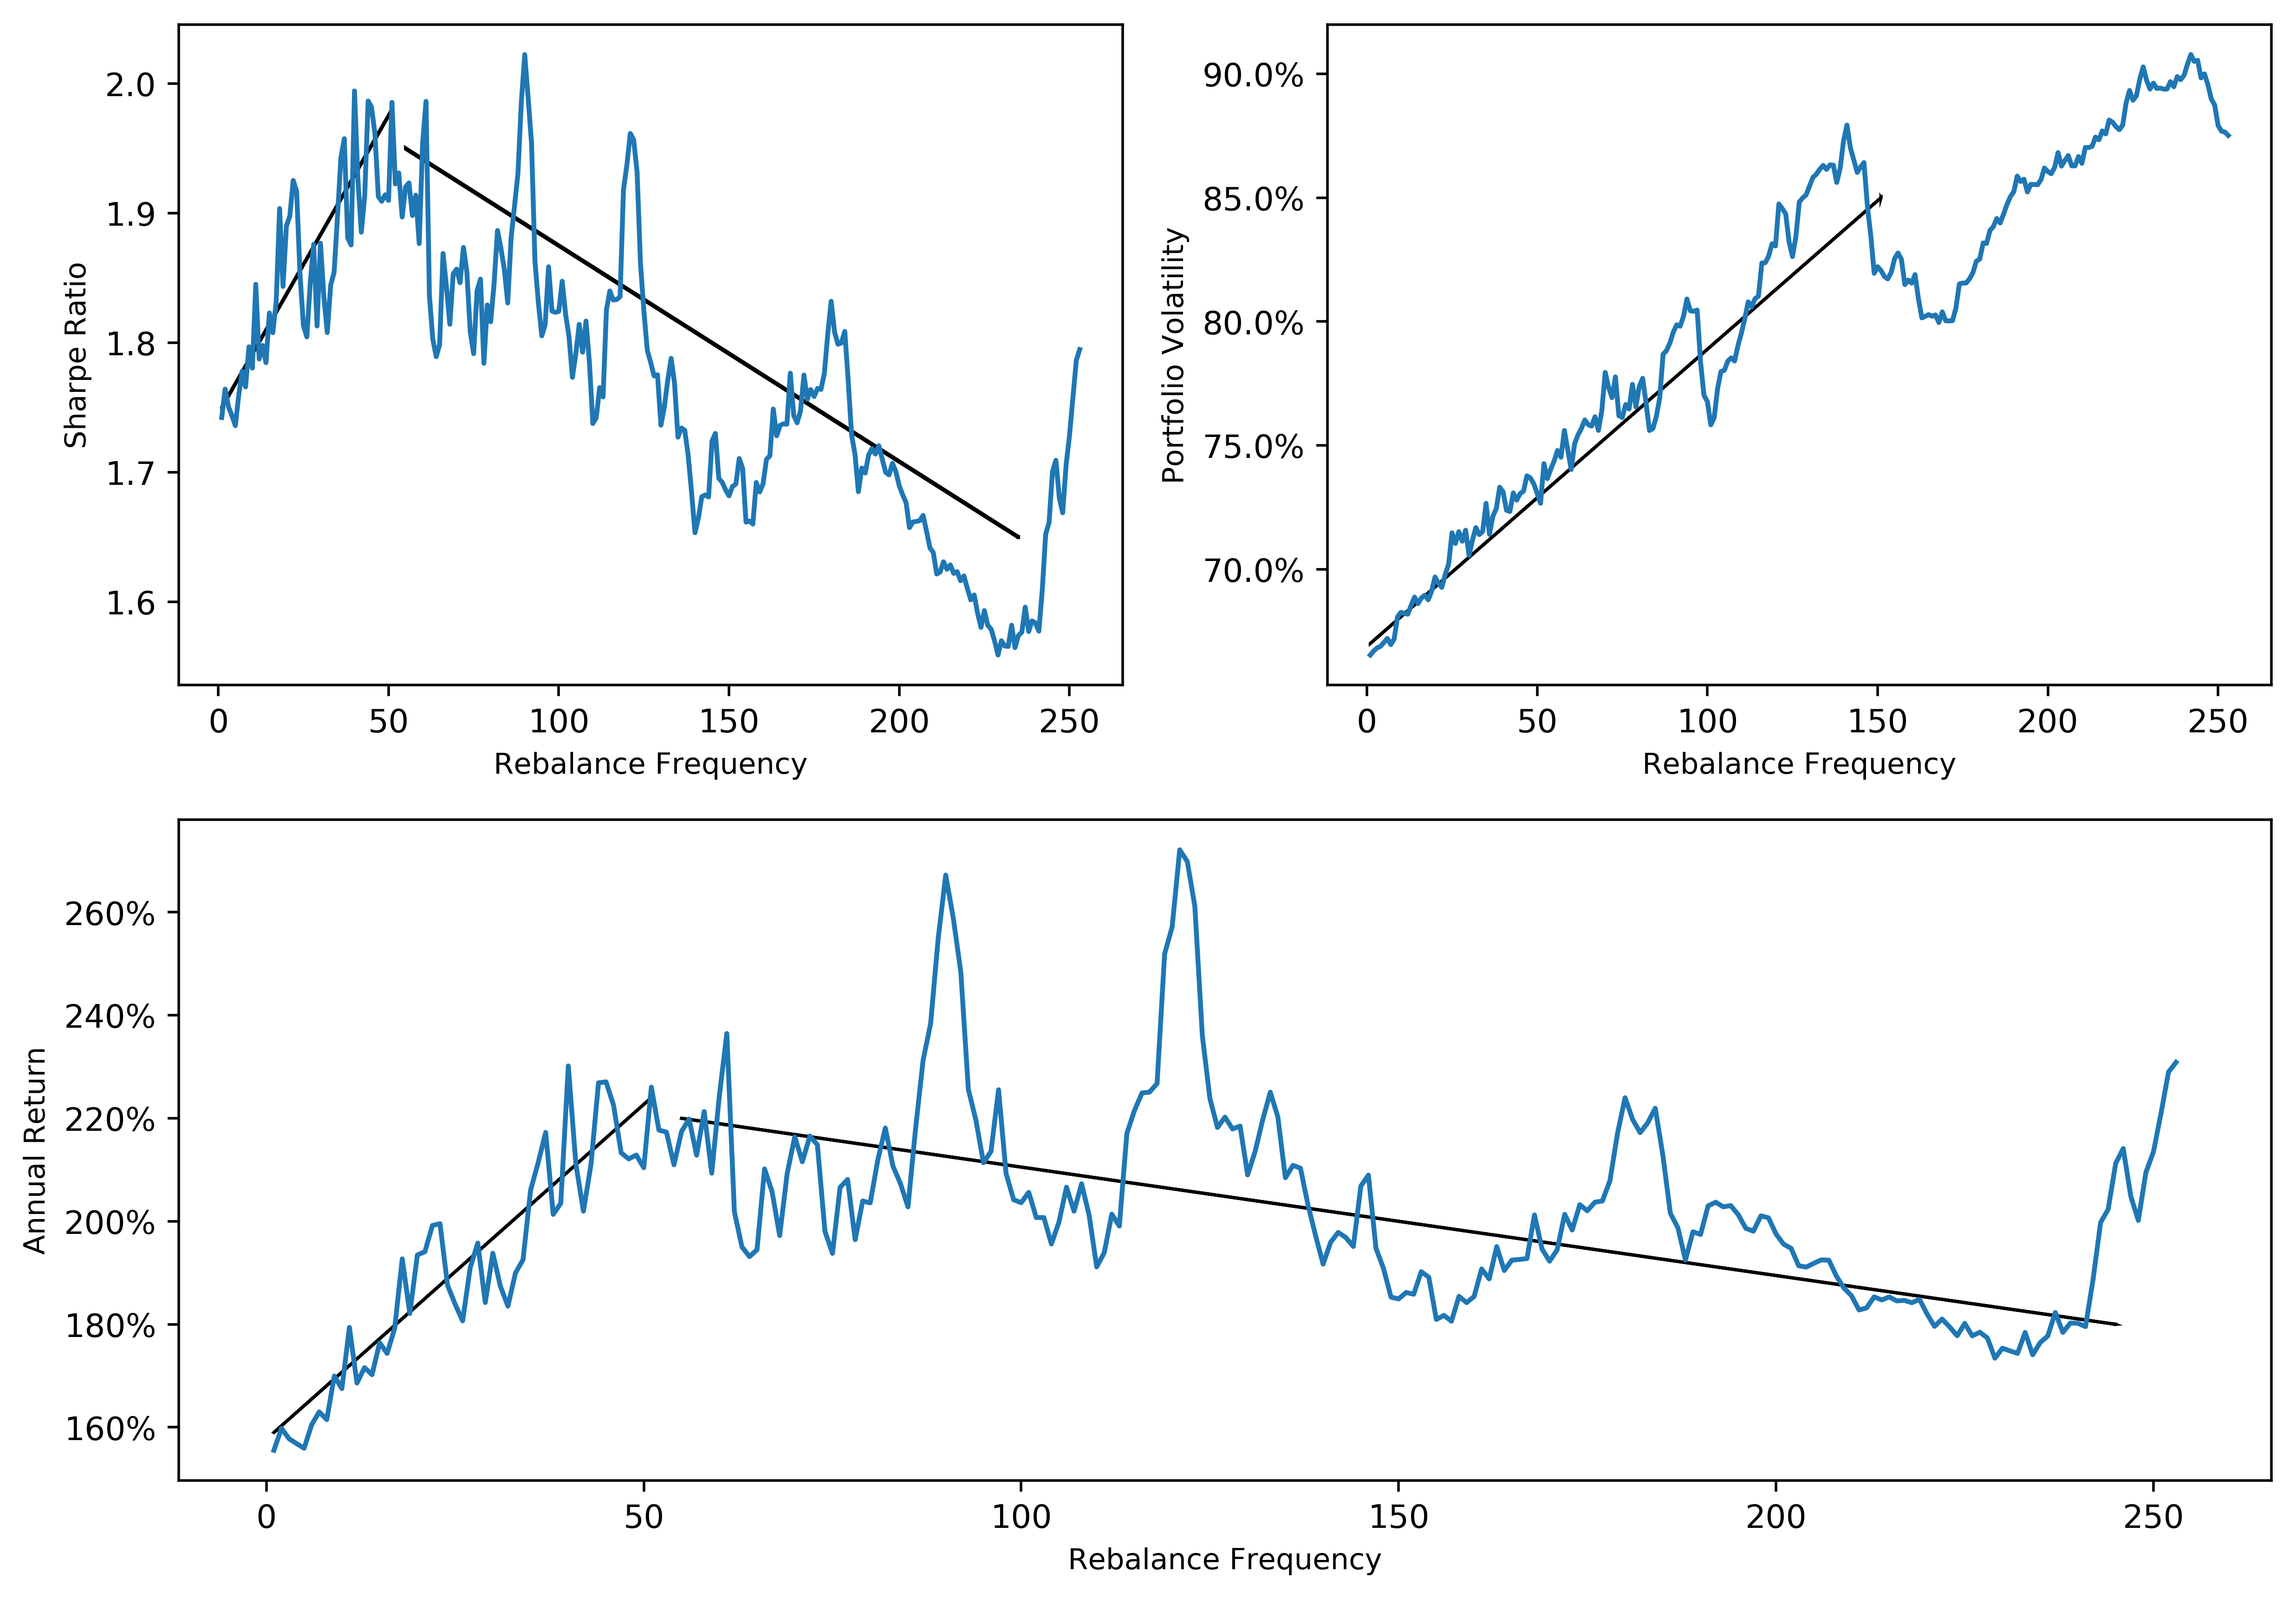 Sharpe Ratio
2.0
1.9
1.8
1.7
1.6
0 50 100 150 200 250
Rebalance Frequency
Portfolio Volatility
90.0%
85.0%
80.0%
75.0%
70.0%
0 50 100 150 200 250
Rebalance Frequency
Annual Return
260%
240%
220%
200%
180%
160%
0 50 100 150 200 250
Rebalance Frequency